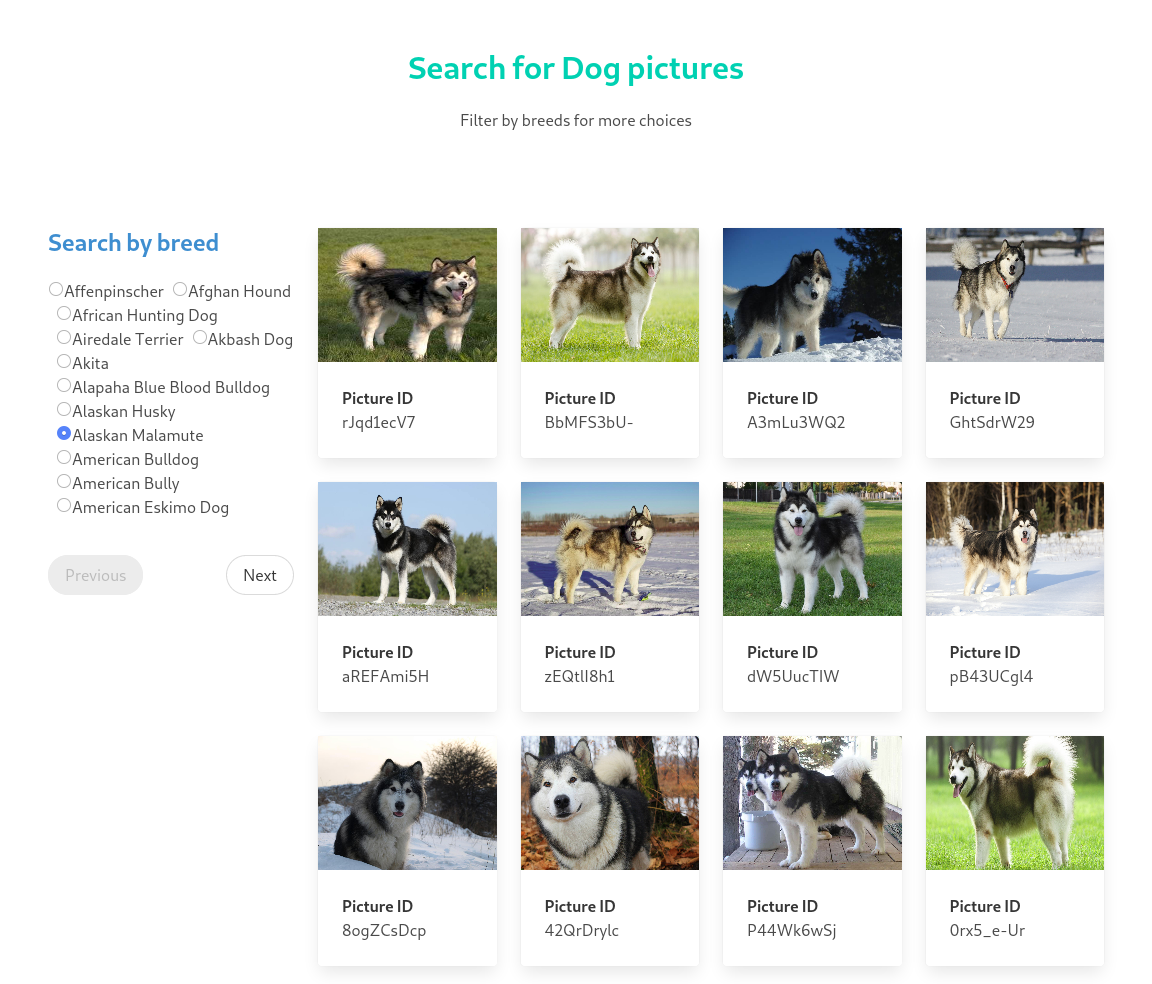 Search for Dog pictures
Filter by breeds for more choices
Search by breed
Affenpinscher Afghan Hound
African Hunting Dog
Airedale Terrier Akbash Dog
Akita
Alapaha Blue Blood Bulldog
Alaskan Husky
Alaskan Malamute
American Bulldog
American Bully
American Eskimo Dog
Previous Next
Picture ID
rJqd1ecV7
Picture ID
BbMFS3bU-
Picture ID
A3mLu3WQ2
Picture ID
GhtSdrW29
Picture ID
aREFAmi5H
Picture ID
zEQtlI8h1
Picture ID
dW5UucTIW
Picture ID
pB43UCgl4
Picture ID
8ogZCsDcp
Picture ID
42QrDrylc
Picture ID
P44Wk6wSj
Picture ID
0rx5_e-Ur